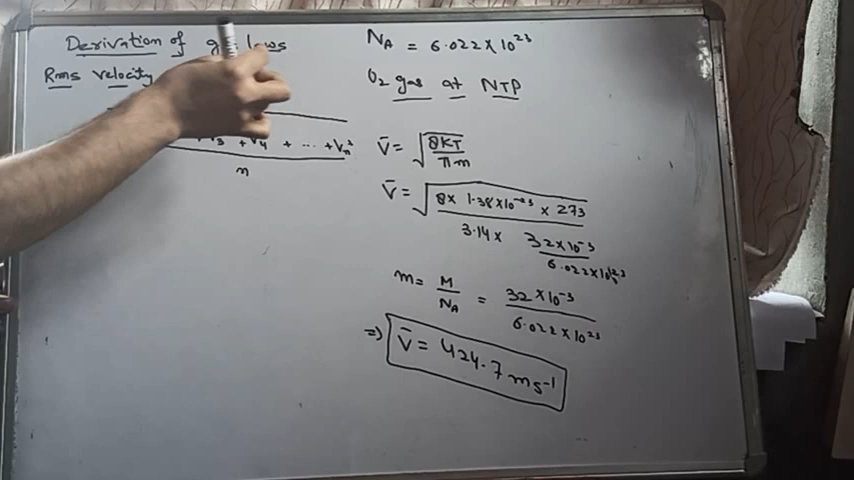 Derivation of laws
Rms velocity
+ V₄ + ... + Vₙ²
n
N_A = 6.022 × 10²³
O₂ gas at NTP
V̄ = √(8KT / πm)
V̄ = √(8 × 1.38 × 10⁻²³ × 273
3.14 × 32 × 10⁻³
6.022 × 10²³
m = M / N_A = 32 × 10⁻³ / 6.022 × 10²³
⇒ V̄ = 424.7 ms⁻¹